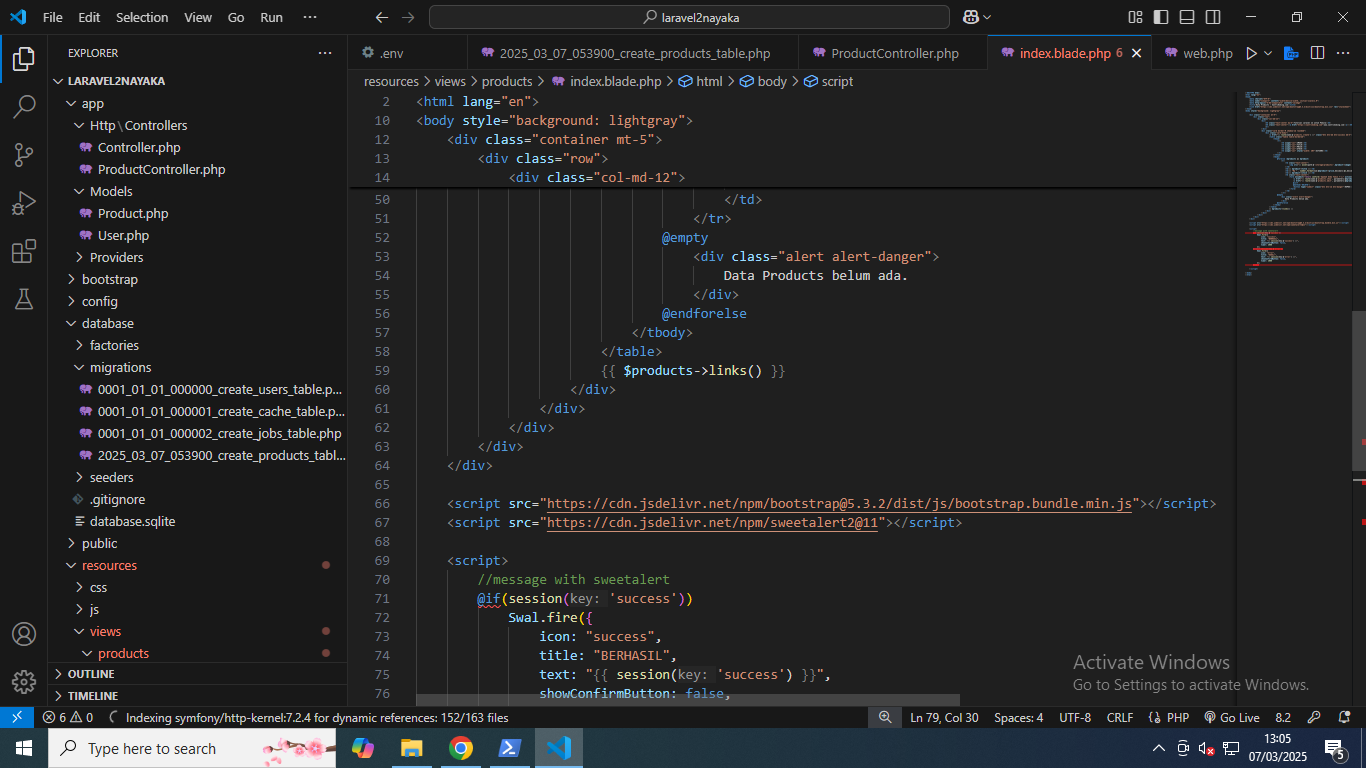 File Edit Selection View Go Run ··· laravel2nayaka
EXPLORER ···
LARAVEL2NAYAKA
app
Http\Controllers
Controller.php
ProductController.php
Models
Product.php
User.php
Providers
bootstrap
config
database
factories
migrations
0001_01_01_000000_create_users_table.p...
0001_01_01_000001_create_cache_table.p...
0001_01_01_000002_create_jobs_table.php
2025_03_07_053900_create_products_tabl...
seeders
.gitignore
database.sqlite
public
resources
css
js
views
products
OUTLINE
TIMELINE
.env 2025_03_07_053900_create_products_table.php ProductController.php index.blade.php 6 web.php ···
resources > views > products > index.blade.php > html > body > script
2 <html lang="en">
10 <body style="background: lightgray">
12 <div class="container mt-5">
13 <div class="row">
14 <div class="col-md-12">
50 </td>
51 </tr>
52 @empty
53 <div class="alert alert-danger">
54 Data Products belum ada.
55 </div>
56 @endforelse
57 </tbody>
58 </table>
59 {{ $products->links() }}
60 </div>
61 </div>
62 </div>
63 </div>
64 </div>
65
66 <script src="https://cdn.jsdelivr.net/npm/bootstrap@5.3.2/dist/js/bootstrap.bundle.min.js"></script>
67 <script src="https://cdn.jsdelivr.net/npm/sweetalert2@11"></script>
68
69 <script>
70 //message with sweetalert
71 @if(session(key: 'success'))
72 Swal.fire({
73 icon: "success",
74 title: "BERHASIL",
75 text: "{{ session(key: 'success') }}",
76 showConfirmButton: false,
Activate Windows
Go to Settings to activate Windows.
6 0 Indexing symfony/http-kernel:7.2.4 for dynamic references: 152/163 files Ln 79, Col 30 Spaces: 4 UTF-8 CRLF PHP Go Live 8.2
Type here to search
13:05
07/03/2025
5